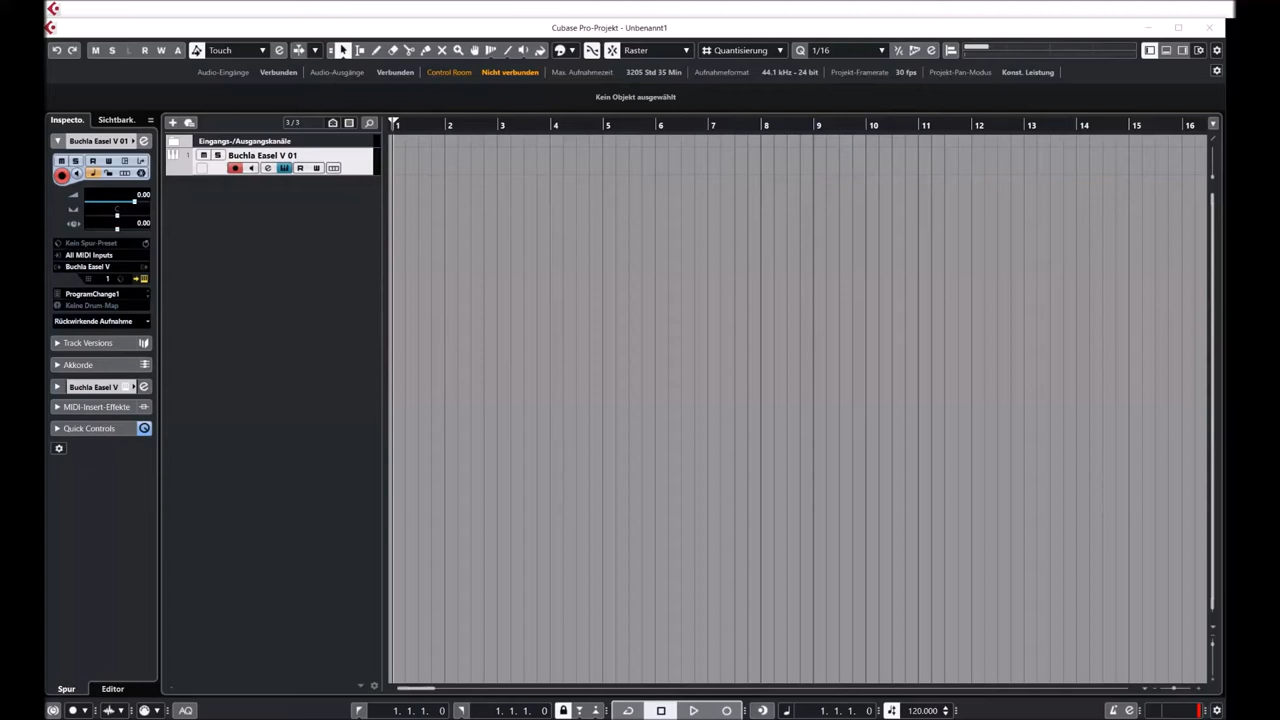 Cubase Pro-Projekt - Unbenannt1
M S L R W A Touch Raster Quantisierung 1/16
Audio-Eingänge Verbunden Audio-Ausgänge Verbunden Control Room Nicht verbunden Max. Aufnahmezeit 3205 Std 35 Min Aufnahmeformat 44.1 kHz - 24 bit Projekt-Framerate 30 fps Projekt-Pan-Modus Konst. Leistung
Kein Objekt ausgewählt
Inspecto. Sichtbark. 3/3 1 2 3 4 5 6 7 8 9 10 11 12 13 14 15 16
Buchla Easel V 01 Eingangs-/Ausgangskanäle
1 M S Buchla Easel V 01
M S R W R W
0.00
C
0.00
Kein Spur-Preset
All MIDI Inputs
Buchla Easel V
1
ProgramChange1
Keine Drum-Map
Rückwirkende Aufnahme
Track Versions
Akkorde
Buchla Easel V
MIDI-Insert-Effekte
Quick Controls
Spur Editor
AQ 1. 1. 1. 0 1. 1. 1. 0 1. 1. 1. 0 120.000